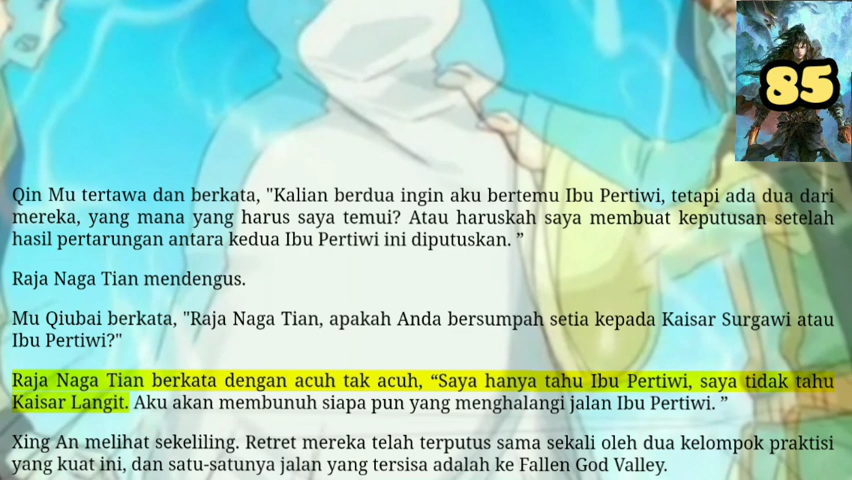 85
Qin Mu tertawa dan berkata, "Kalian berdua ingin aku bertemu Ibu Pertiwi, tetapi ada dua dari
mereka, yang mana yang harus saya temui? Atau haruskah saya membuat keputusan setelah
hasil pertarungan antara kedua Ibu Pertiwi ini diputuskan. ”
Raja Naga Tian mendengus.
Mu Qiubai berkata, "Raja Naga Tian, apakah Anda bersumpah setia kepada Kaisar Surgawi atau
Ibu Pertiwi?"
Raja Naga Tian berkata dengan acuh tak acuh, “Saya hanya tahu Ibu Pertiwi, saya tidak tahu
Kaisar Langit. Aku akan membunuh siapa pun yang menghalangi jalan Ibu Pertiwi. ”
Xing An melihat sekeliling. Retret mereka telah terputus sama sekali oleh dua kelompok praktisi
yang kuat ini, dan satu-satunya jalan yang tersisa adalah ke Fallen God Valley.